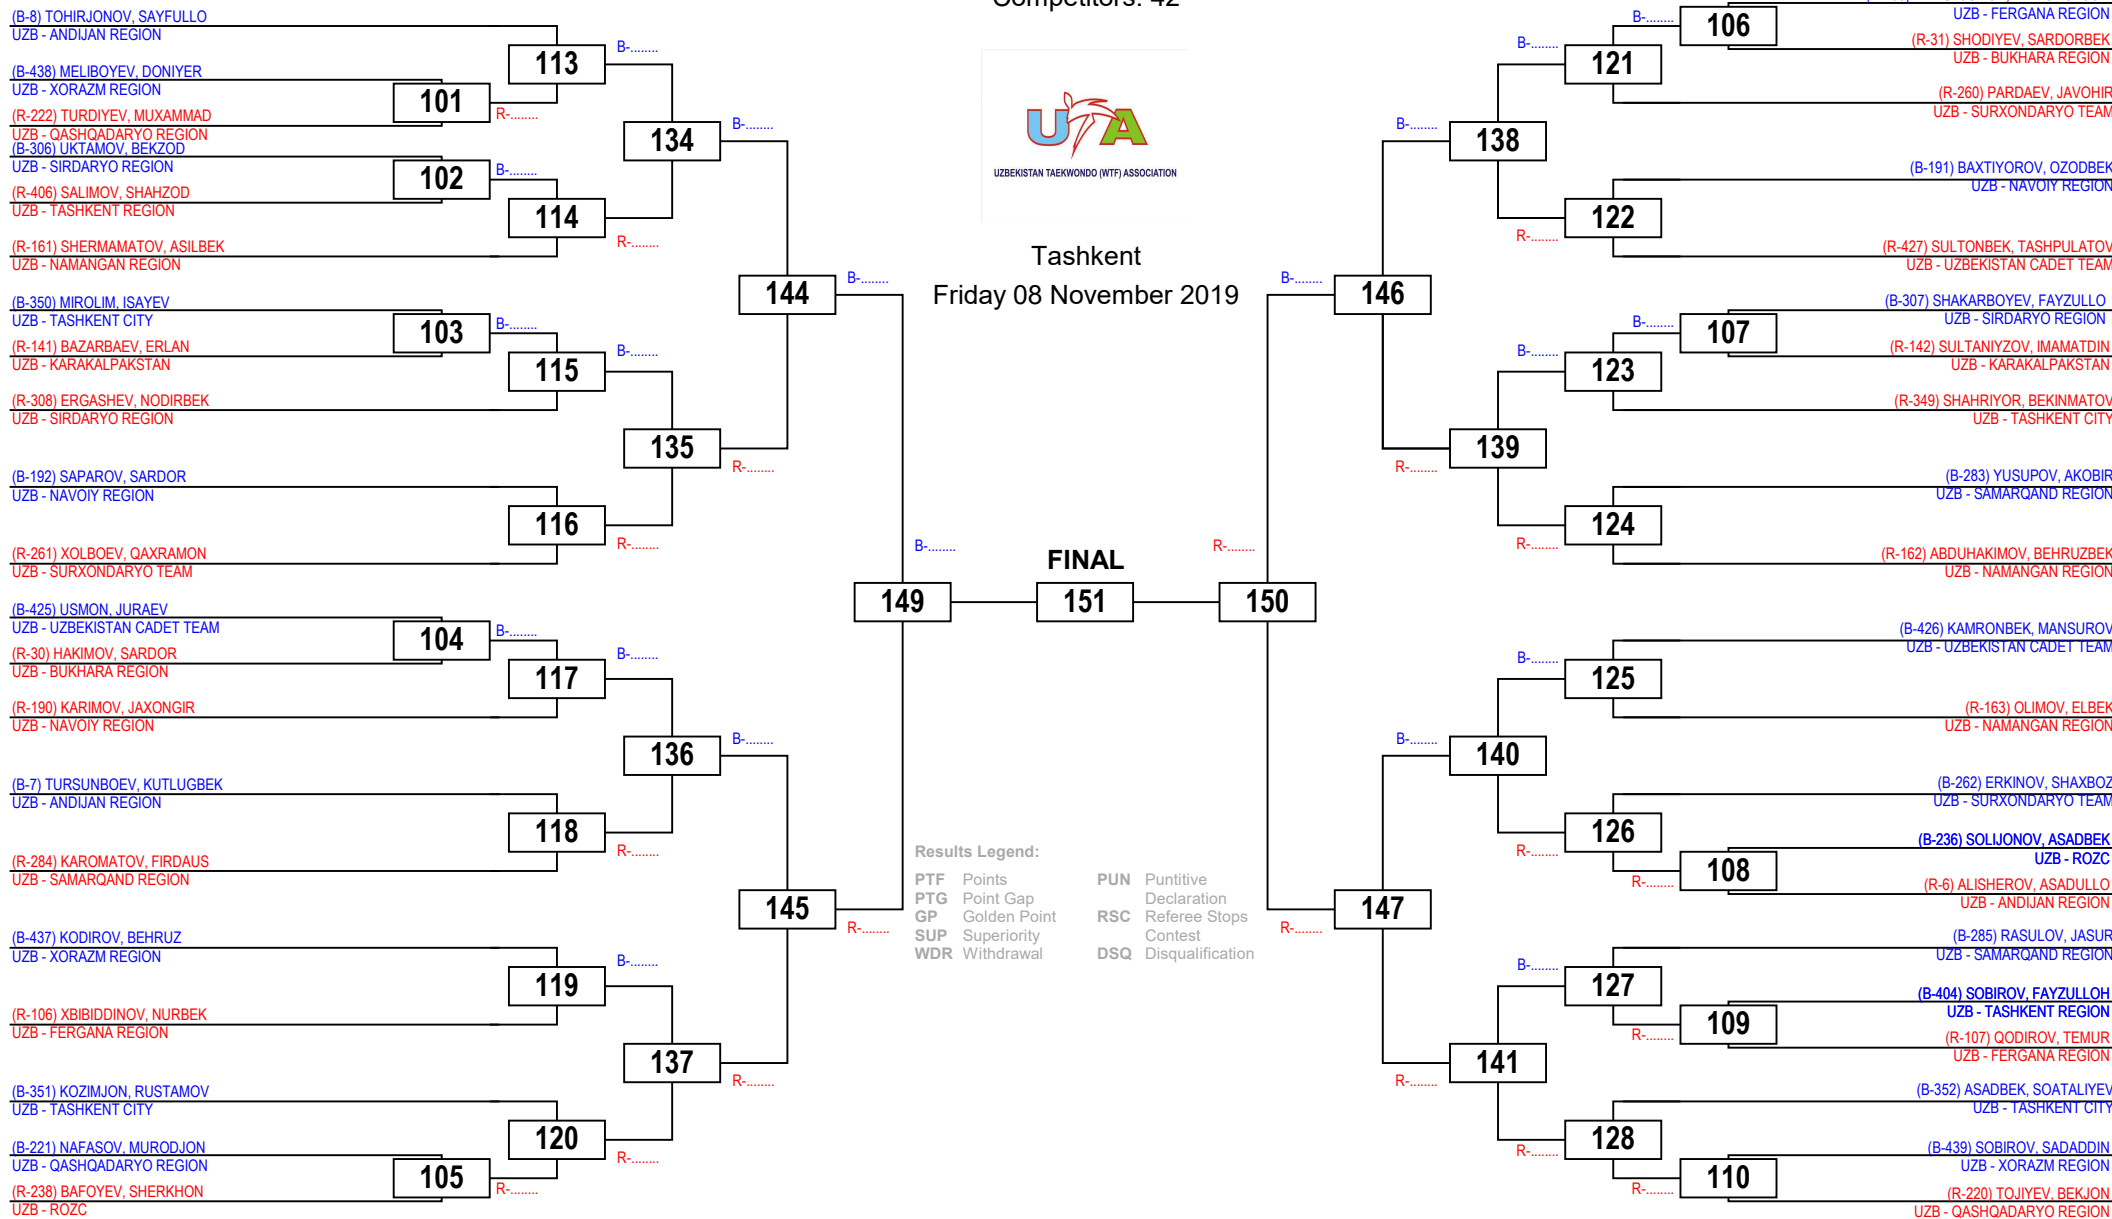 Competitors: 42
(B-8) TOHIRJONOV, SAYFULLO
UZB - ANDIJAN REGION
113
B-........
(B-438) MELIBOYEV, DONIYER
UZB - XORAZM REGION
101
R-........
(R-222) TURDIYEV, MUXAMMAD
UZB - QASHQADARYO REGION
134
B-........
(B-306) UKTAMOV, BEKZOD
UZB - SIRDARYO REGION
102
B-........
(R-406) SALIMOV, SHAHZOD
UZB - TASHKENT REGION
114
R-........
(R-161) SHERMAMATOV, ASILBEK
UZB - NAMANGAN REGION
144
B-........
(B-350) MIROLIM, ISAYEV
UZB - TASHKENT CITY
103
B-........
(R-141) BAZARBAEV, ERLAN
UZB - KARAKALPAKSTAN
115
B-........
(R-308) ERGASHEV, NODIRBEK
UZB - SIRDARYO REGION
135
R-........
(B-192) SAPAROV, SARDOR
UZB - NAVOIY REGION
116
R-........
(R-261) XOLBOEV, QAXRAMON
UZB - SURXONDARYO TEAM
B-........
149
(B-425) USMON, JURAEV
UZB - UZBEKISTAN CADET TEAM
104
B-........
(R-30) HAKIMOV, SARDOR
UZB - BUKHARA REGION
117
B-........
(R-190) KARIMOV, JAXONGIR
UZB - NAVOIY REGION
136
B-........
(B-7) TURSUNBOEV, KUTLUGBEK
UZB - ANDIJAN REGION
118
R-........
(R-284) KAROMATOV, FIRDAUS
UZB - SAMARQAND REGION
145
R-........
(B-437) KODIROV, BEHRUZ
UZB - XORAZM REGION
119
B-........
(R-106) XBIBIDDINOV, NURBEK
UZB - FERGANA REGION
137
R-........
(B-351) KOZIMJON, RUSTAMOV
UZB - TASHKENT CITY
120
R-........
(B-221) NAFASOV, MURODJON
UZB - QASHQADARYO REGION
105
R-........
(R-238) BAFOYEV, SHERKHON
UZB - ROZC
UTA
UZBEKISTAN TAEKWONDO (WTF) ASSOCIATION
Tashkent
Friday 08 November 2019
FINAL
151
Results Legend:
PTF Points
PTG Point Gap
GP Golden Point
SUP Superiority
WDR Withdrawal
PUN Puntitive
Declaration
RSC Referee Stops
Contest
DSQ Disqualification
UZB - FERGANA REGION
B-........
106
(R-31) SHODIYEV, SARDORBEK
UZB - BUKHARA REGION
B-........
121
(R-260) PARDAEV, JAVOHIR
UZB - SURXONDARYO TEAM
B-........
138
(B-191) BAXTIYOROV, OZODBEK
UZB - NAVOIY REGION
R-........
122
(R-427) SULTONBEK, TASHPULATOV
UZB - UZBEKISTAN CADET TEAM
B-........
146
(B-307) SHAKARBOYEV, FAYZULLO
UZB - SIRDARYO REGION
B-........
107
(R-142) SULTANIYZOV, IMAMATDIN
UZB - KARAKALPAKSTAN
B-........
123
(R-349) SHAHRIYOR, BEKINMATOV
UZB - TASHKENT CITY
R-........
139
(B-283) YUSUPOV, AKOBIR
UZB - SAMARQAND REGION
R-........
124
(R-162) ABDUHAKIMOV, BEHRUZBEK
UZB - NAMANGAN REGION
R-........
150
(B-426) KAMRONBEK, MANSUROV
UZB - UZBEKISTAN CADET TEAM
B-........
125
(R-163) OLIMOV, ELBEK
UZB - NAMANGAN REGION
B-........
140
(B-262) ERKINOV, SHAXBOZ
UZB - SURXONDARYO TEAM
R-........
126
(B-236) SOLIJONOV, ASADBEK
UZB - ROZC
R-........
108
(R-6) ALISHEROV, ASADULLO
UZB - ANDIJAN REGION
R-........
147
(B-285) RASULOV, JASUR
UZB - SAMARQAND REGION
B-........
127
(B-404) SOBIROV, FAYZULLOH
UZB - TASHKENT REGION
R-........
109
(R-107) QODIROV, TEMUR
UZB - FERGANA REGION
R-........
141
(B-352) ASADBEK, SOATALIYEV
UZB - TASHKENT CITY
R-........
128
(B-439) SOBIROV, SADADDIN
UZB - XORAZM REGION
R-........
110
(R-220) TOJIYEV, BEKJON
UZB - QASHQADARYO REGION